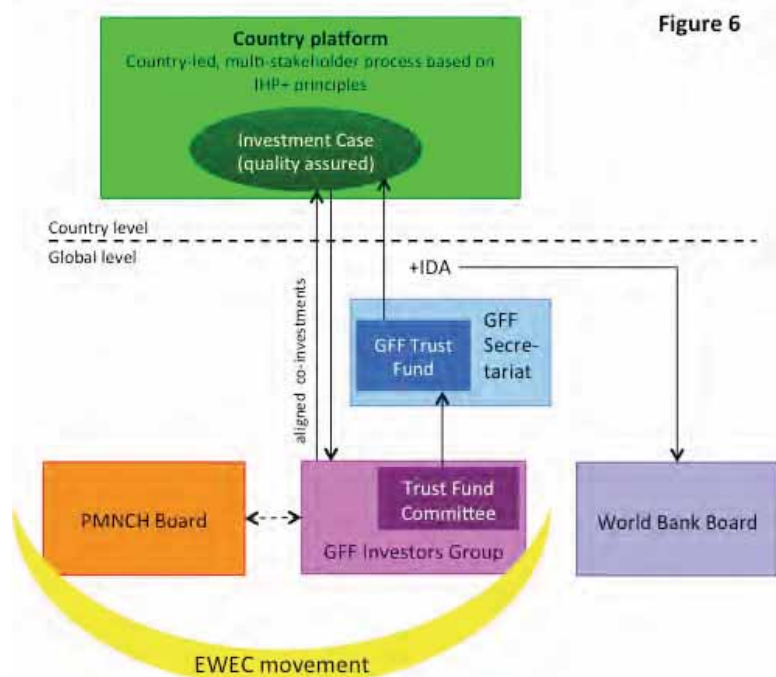 Figure 6
Country platform
Country-led, multi-stakeholder process based on
IHP+ principles
Investment Case
(quality assured)
Country level
Global level
+IDA
aligned co-investments
GFF Trust
Fund
GFF
Secre-
tariat
PMNCH Board
Trust Fund
Committee
GFF Investors Group
World Bank Board
EWEC movement